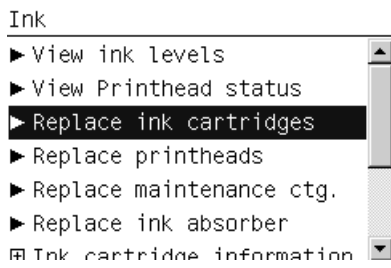 Ink
View ink levels
View Printhead status
Replace ink cartridges
Replace printheads
Replace maintenance ctg.
Replace ink absorber
Ink cartridge information